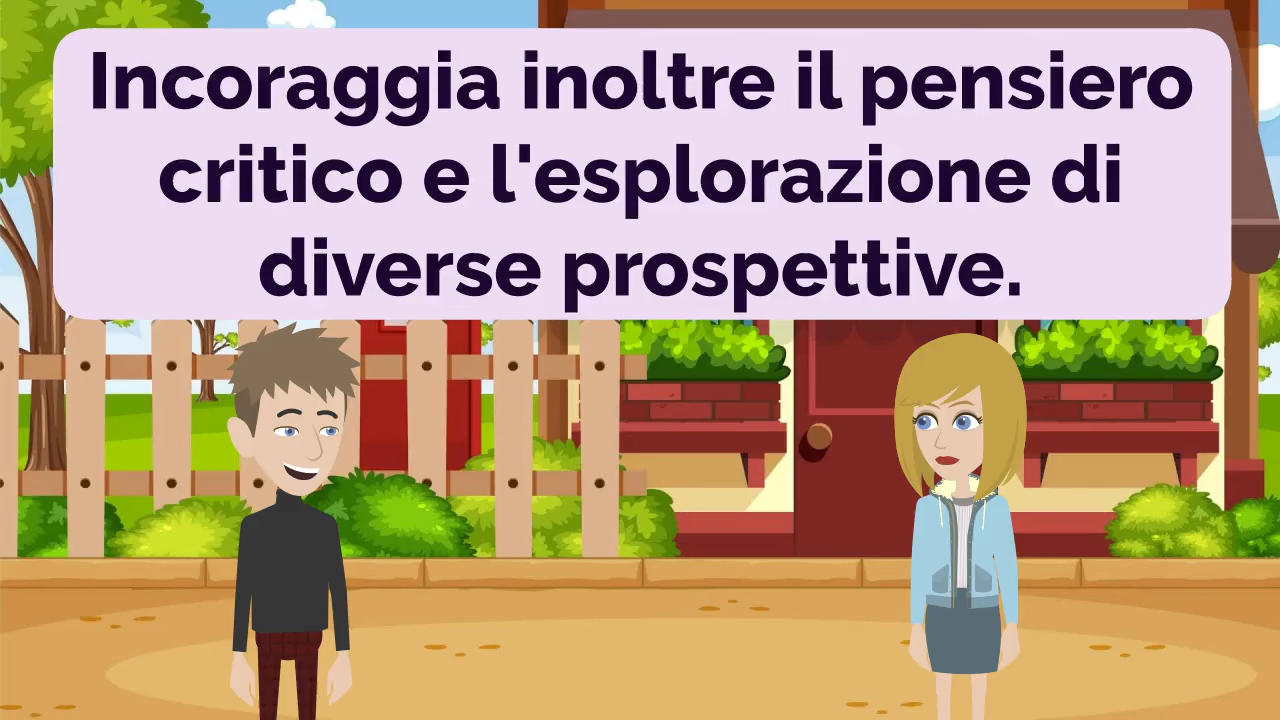 Incoraggia inoltre il pensiero
critico e l'esplorazione di
diverse prospettive.